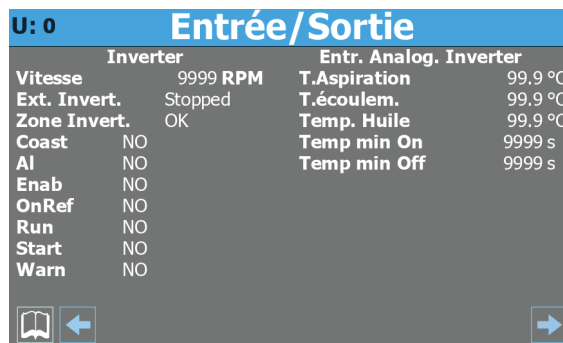 U: 0 Entrée/Sortie
Inverter Entr. Analog. Inverter
Vitesse 9999 RPM T.Aspiration 99.9 °C
Ext. Invert. Stopped T.écoulem. 99.9 °C
Zone Invert. OK Temp. Huile 99.9 °C
Coast NO Temp min On 9999 s
Al NO Temp min Off 9999 s
Enab NO
OnRef NO
Run NO
Start NO
Warn NO